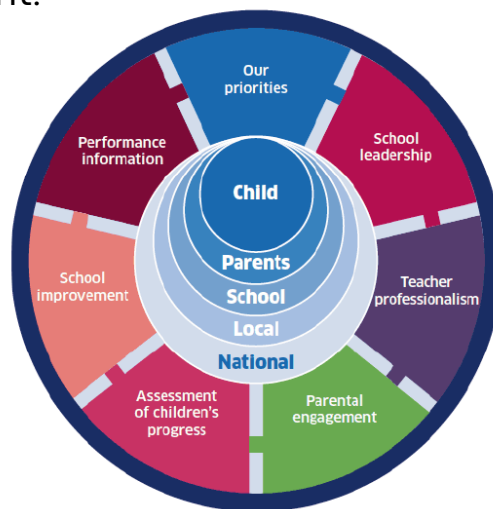 Our
priorities
School
leadership
Teacher
professionalism
Parental
engagement
Assessment
of children's
progress
School
improvement
Performance
information
Child
Parents
School
Local
National